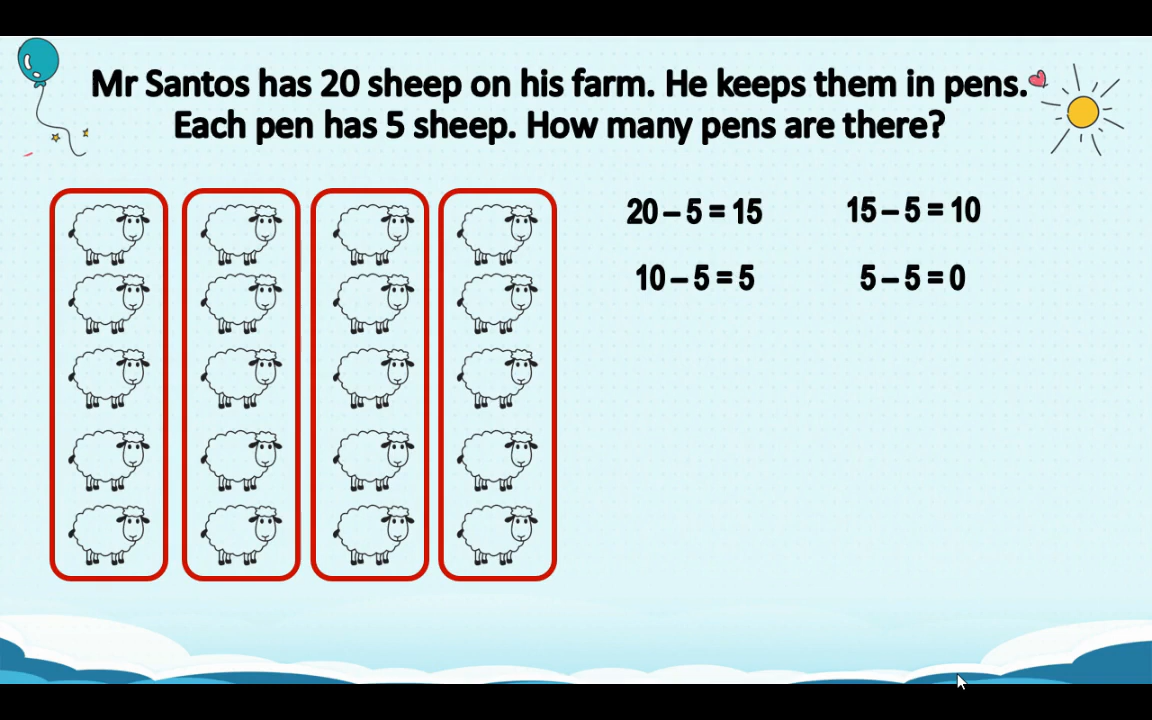 Mr Santos has 20 sheep on his farm. He keeps them in pens.
Each pen has 5 sheep. How many pens are there?
20 – 5 = 15
15 – 5 = 10
10 – 5 = 5
5 – 5 = 0